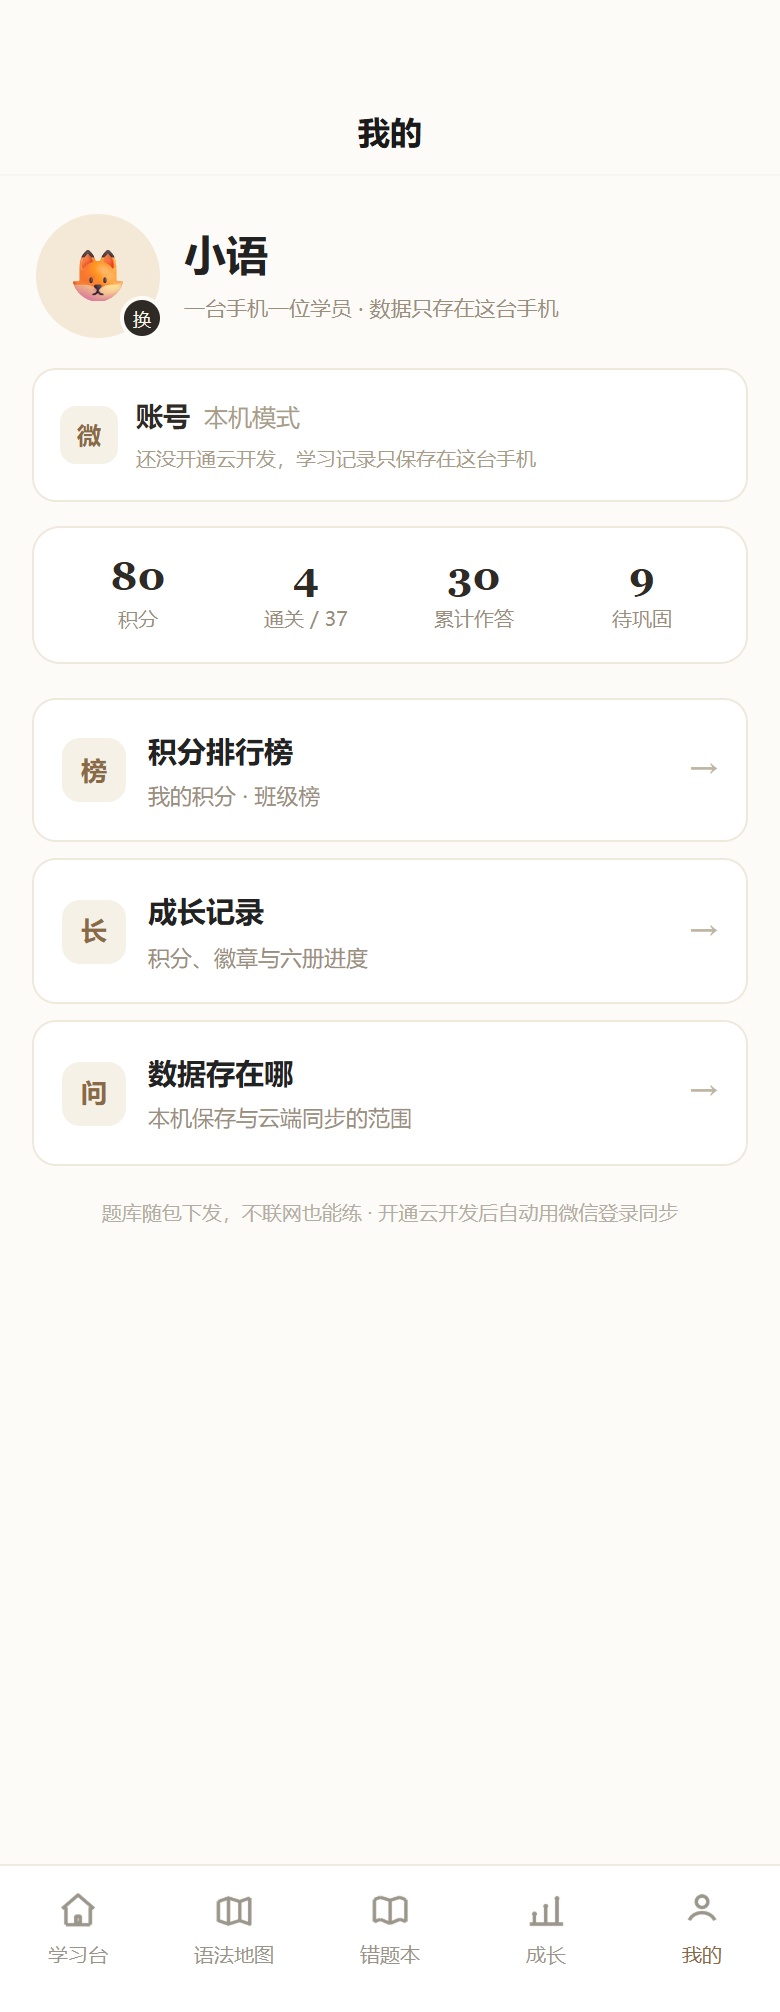 我的
小语
一台手机一位学员 · 数据只存在这台手机
换
微
账号 本机模式
还没开通云开发，学习记录只保存在这台手机
80 4 30 9
积分 通关 / 37 累计作答 待巩固
榜
积分排行榜
我的积分 · 班级榜
→
长
成长记录
积分、徽章与六册进度
→
问
数据存在哪
本机保存与云端同步的范围
→
题库随包下发，不联网也能练 · 开通云开发后自动用微信登录同步
学习台 语法地图 错题本 成长 我的